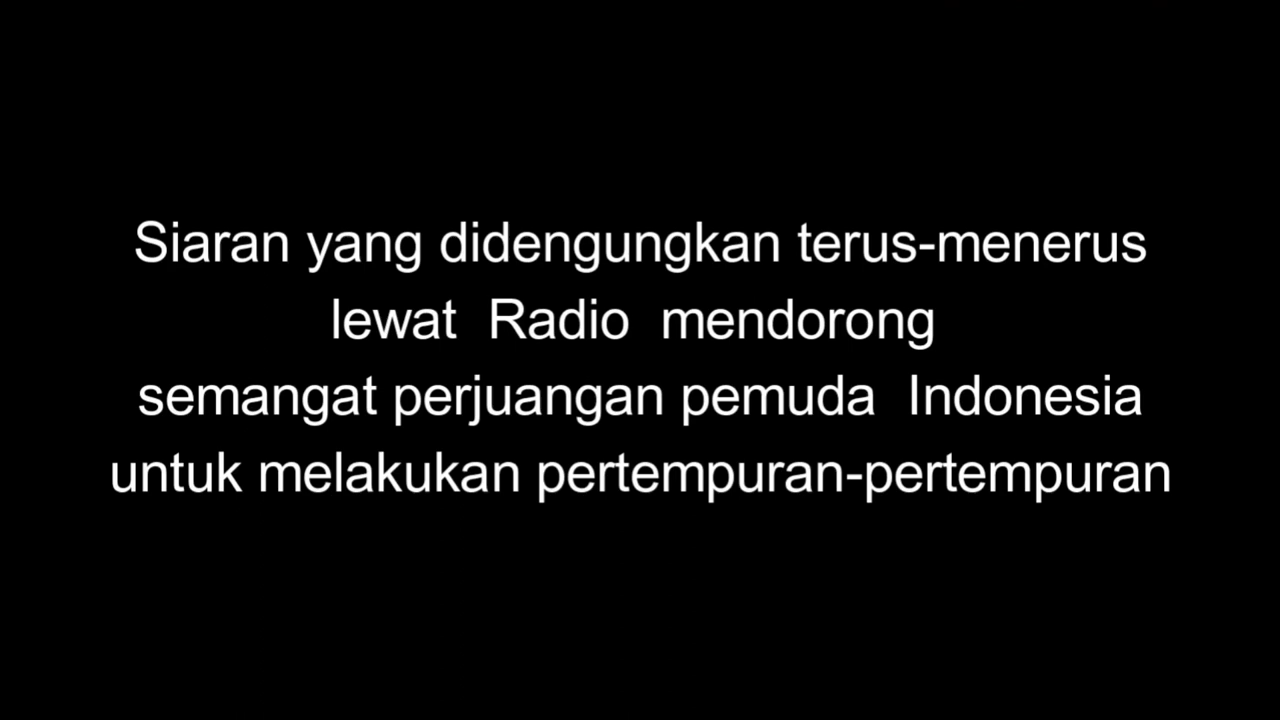 Siaran yang didengungkan terus-menerus
lewat  Radio  mendorong
semangat perjuangan pemuda  Indonesia
untuk melakukan pertempuran-pertempuran